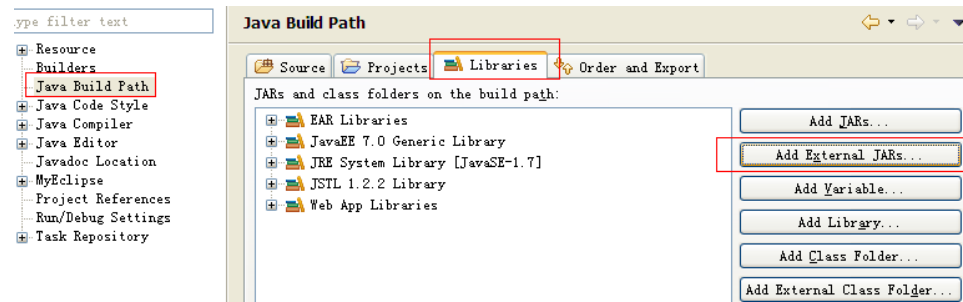 ype filter text
Resource
Builders
Java Build Path
Java Code Style
Java Compiler
Java Editor
Javadoc Location
MyEclipse
Project References
Run/Debug Settings
Task Repository
Java Build Path
Source Projects Libraries Order and Export
JARs and class folders on the build path:
EAR Libraries
JavaEE 7.0 Generic Library
JRE System Library [JavaSE-1.7]
JSTL 1.2.2 Library
Web App Libraries
Add JARs...
Add External JARs...
Add Variable...
Add Library...
Add Class Folder...
Add External Class Folder...